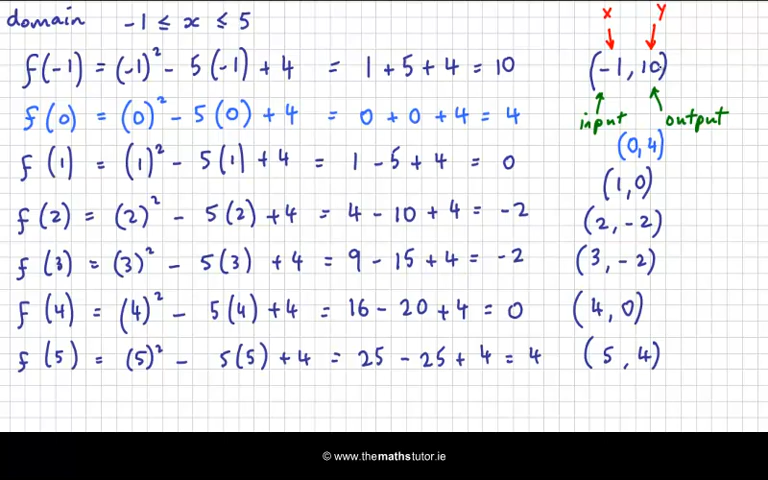 domain -1 ≤ x ≤ 5
x y
f(-1) = (-1)² - 5(-1) + 4 = 1 + 5 + 4 = 10 (-1, 10)
input output
f(0) = (0)² - 5(0) + 4 = 0 + 0 + 4 = 4 (0, 4)
f(1) = (1)² - 5(1) + 4 = 1 - 5 + 4 = 0 (1, 0)
f(2) = (2)² - 5(2) + 4 = 4 - 10 + 4 = -2 (2, -2)
f(3) = (3)² - 5(3) + 4 = 9 - 15 + 4 = -2 (3, -2)
f(4) = (4)² - 5(4) + 4 = 16 - 20 + 4 = 0 (4, 0)
f(5) = (5)² - 5(5) + 4 = 25 - 25 + 4 = 4 (5, 4)
© www.themathstutor.ie